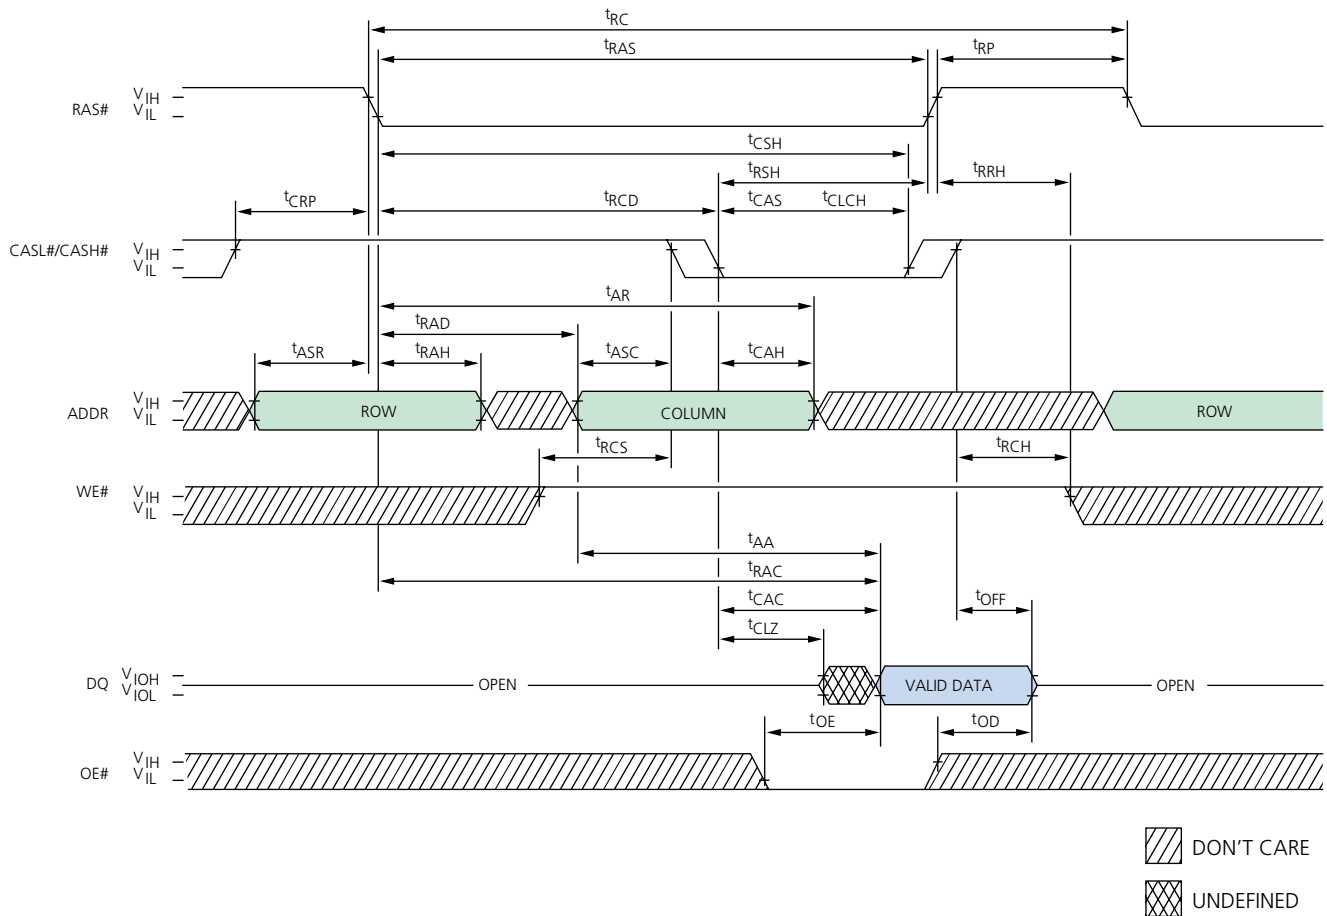 tRC
tRAS
tRP
RAS#
VIH
VIL
tCSH
tRSH
tRRH
tCRP
tRCD
tCAS
tCLCH
CASL#/CASH#
VIH
VIL
tAR
tRAD
tASR
tRAH
tASC
tCAH
ADDR
VIH
VIL
ROW
COLUMN
ROW
tRCS
tRCH
WE#
VIH
VIL
tAA
tRAC
tCAC
tOFF
tCLZ
DQ
VIOH
VIOL
OPEN
VALID DATA
OPEN
tOE
tOD
OE#
VIH
VIL
DON'T CARE
UNDEFINED